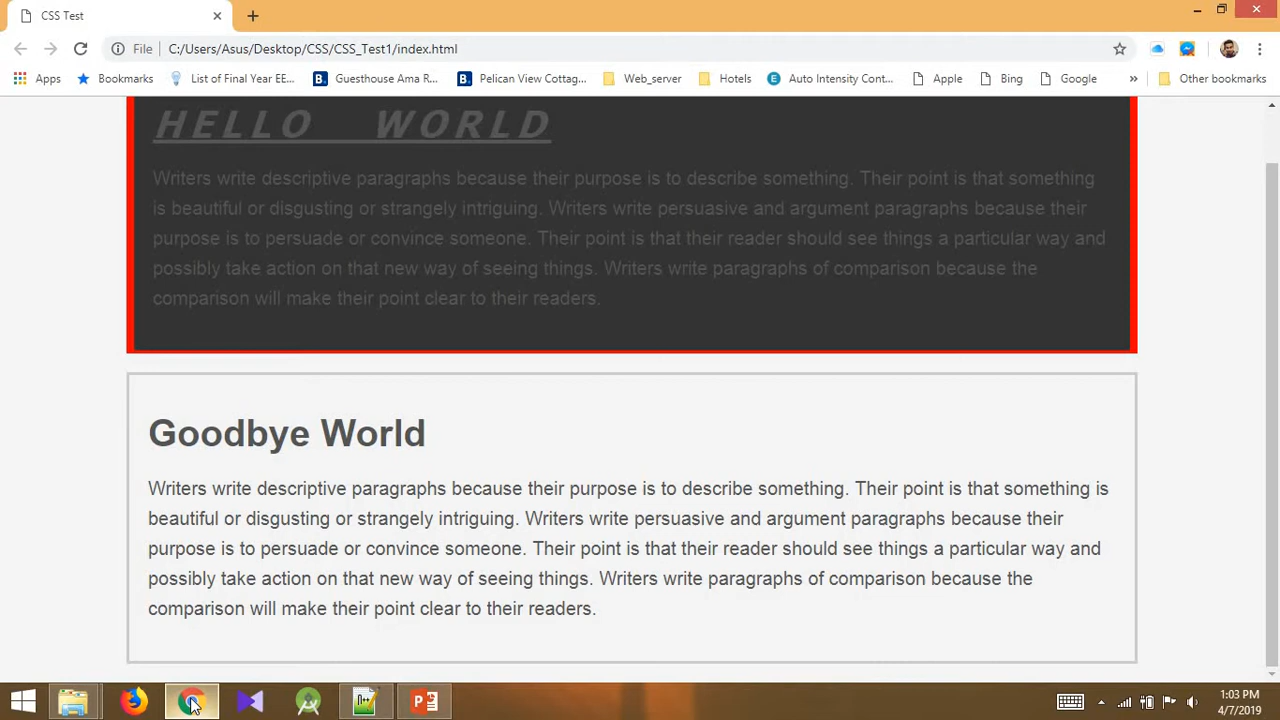 CSS Test
File C:/Users/Asus/Desktop/CSS/CSS_Test1/index.html
Apps Bookmarks List of Final Year EE... Guesthouse Ama R... Pelican View Cottag... Web_server Hotels Auto Intensity Cont... Apple Bing Google » Other bookmarks
HELLO WORLD
Writers write descriptive paragraphs because their purpose is to describe something. Their point is that something
is beautiful or disgusting or strangely intriguing. Writers write persuasive and argument paragraphs because their
purpose is to persuade or convince someone. Their point is that their reader should see things a particular way and
possibly take action on that new way of seeing things. Writers write paragraphs of comparison because the
comparison will make their point clear to their readers.
Goodbye World
Writers write descriptive paragraphs because their purpose is to describe something. Their point is that something is
beautiful or disgusting or strangely intriguing. Writers write persuasive and argument paragraphs because their
purpose is to persuade or convince someone. Their point is that their reader should see things a particular way and
possibly take action on that new way of seeing things. Writers write paragraphs of comparison because the
comparison will make their point clear to their readers.
1:03 PM
4/7/2019